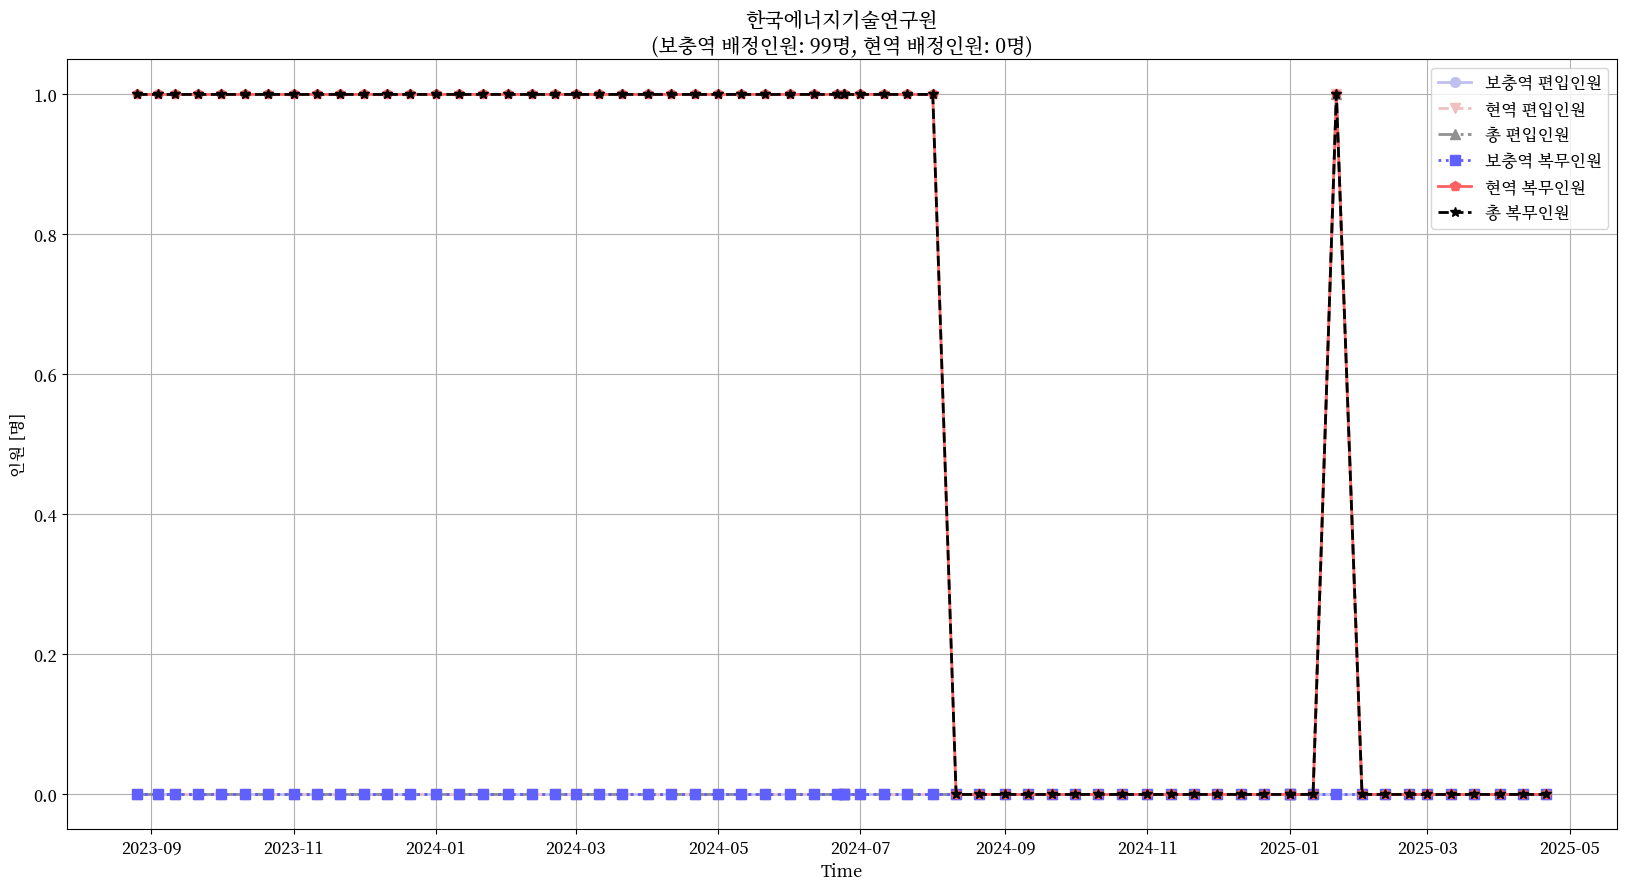 한국에너지기술연구원
(보충역 배정인원: 99명, 현역 배정인원: 0명)
1.0
0.8
0.6
0.4
0.2
0.0
인원 [명]
보충역 편입인원
현역 편입인원
총 편입인원
보충역 복무인원
현역 복무인원
총 복무인원
2023-09
2023-11
2024-01
2024-03
2024-05
2024-07
2024-09
2024-11
2025-01
2025-03
2025-05
Time